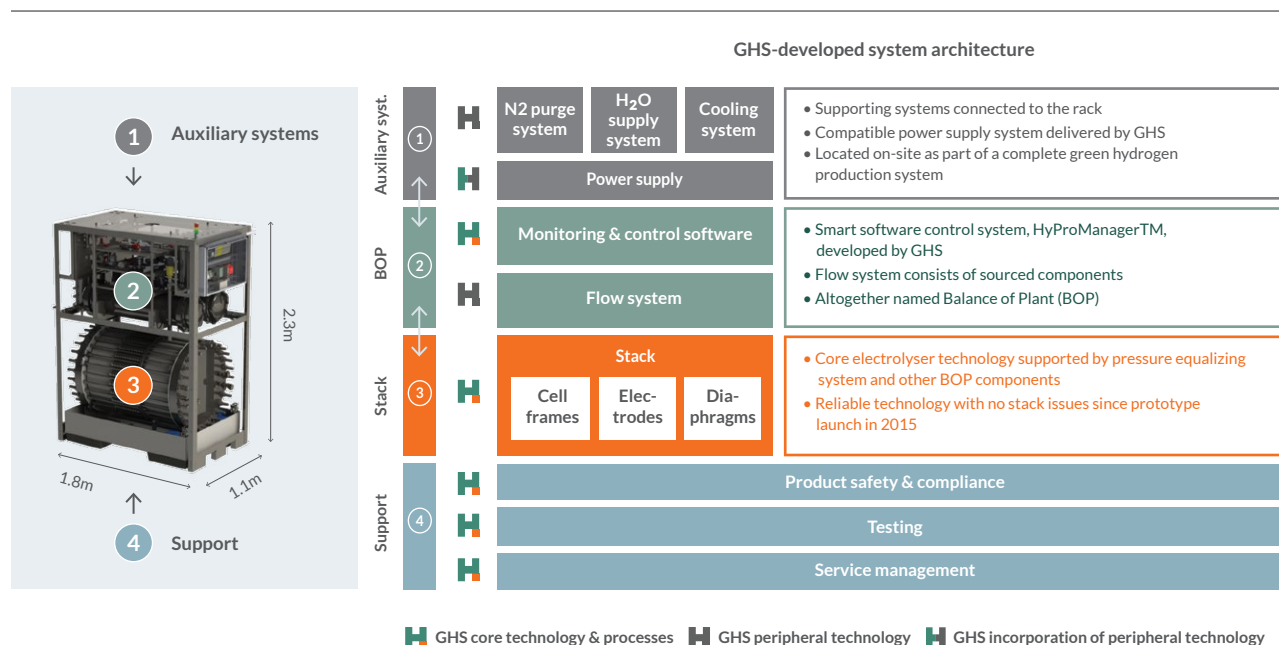 GHS-developed system architecture
1 Auxiliary systems
2
3
2.3m
1.8m
1.1m
4 Support
Auxiliary syst.
1
N2 purge
system
H₂O
supply
system
Cooling
system
Power supply
• Supporting systems connected to the rack
• Compatible power supply system delivered by GHS
• Located on-site as part of a complete green hydrogen
production system
BOP
2
Monitoring & control software
Flow system
• Smart software control system, HyProManagerTM,
developed by GHS
• Flow system consists of sourced components
• Altogether named Balance of Plant (BOP)
Stack
3
Stack
Cell
frames
Elec-
trodes
Dia-
phragms
• Core electrolyser technology supported by pressure equalizing
system and other BOP components
• Reliable technology with no stack issues since prototype
launch in 2015
Support
4
Product safety & compliance
Testing
Service management
GHS core technology & processes GHS peripheral technology GHS incorporation of peripheral technology